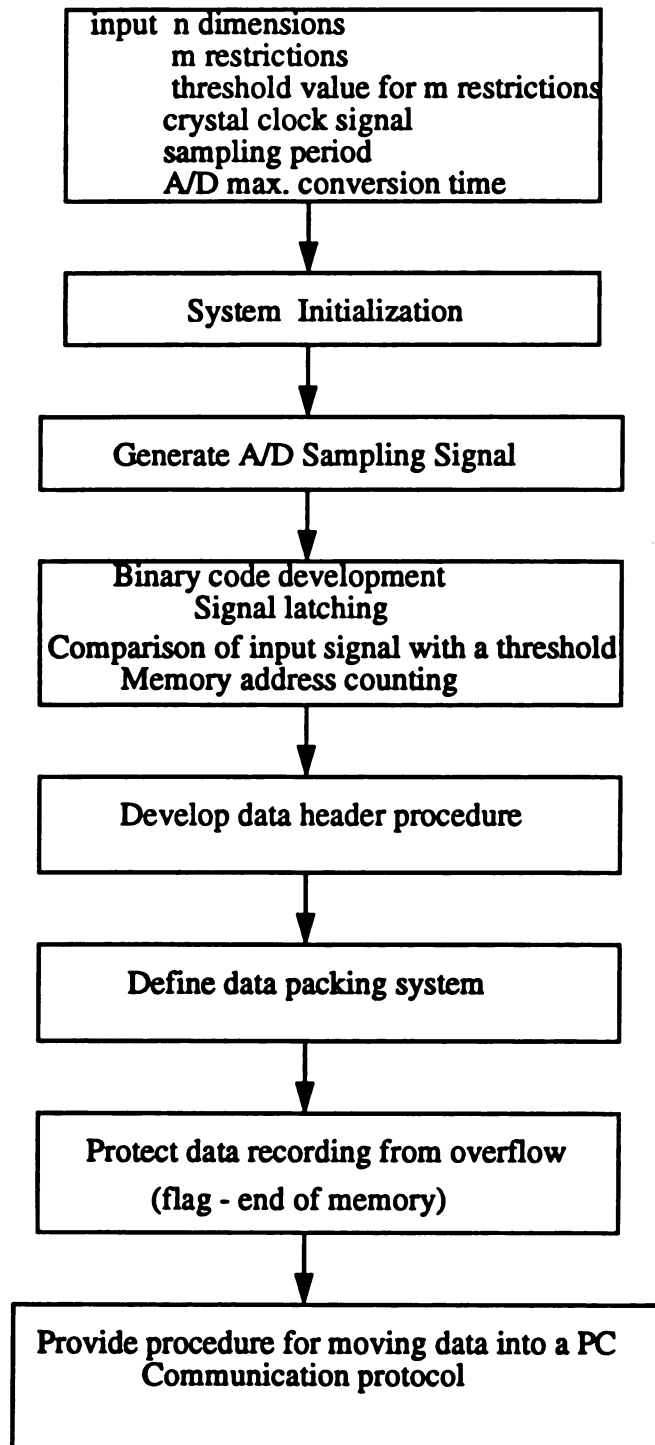 input n dimensions
m restrictions
threshold value for m restrictions
crystal clock signal
sampling period
A/D max. conversion time
System Initialization
Generate A/D Sampling Signal
Binary code development
Signal latching
Comparison of input signal with a threshold
Memory address counting
Develop data header procedure
Define data packing system
Protect data recording from overflow
(flag - end of memory)
Provide procedure for moving data into a PC
Communication protocol